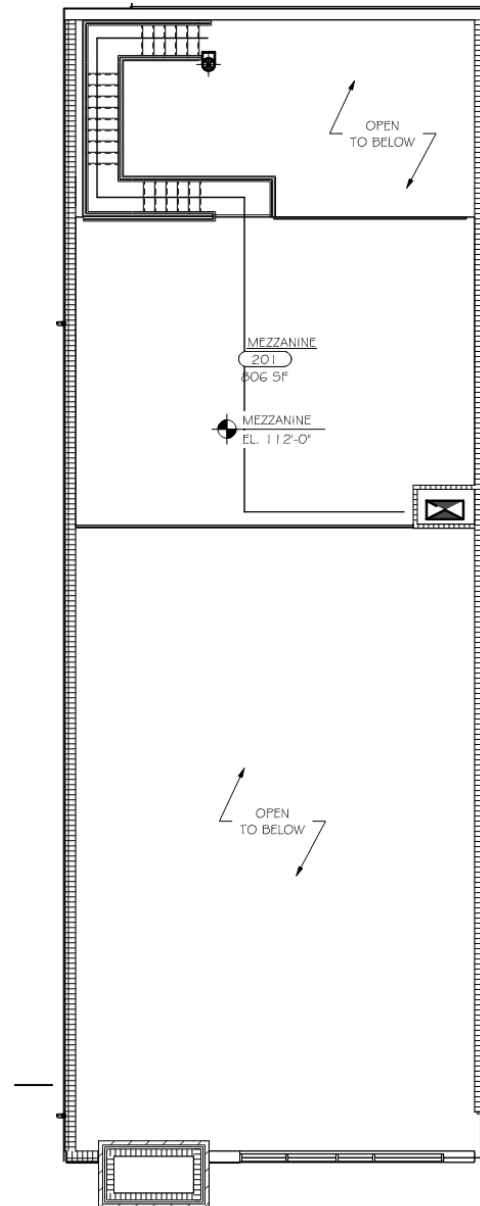 OPEN
TO BELOW
MEZZANINE
201
806 SF
MEZZANINE
EL. 112'-0"
OPEN
TO BELOW